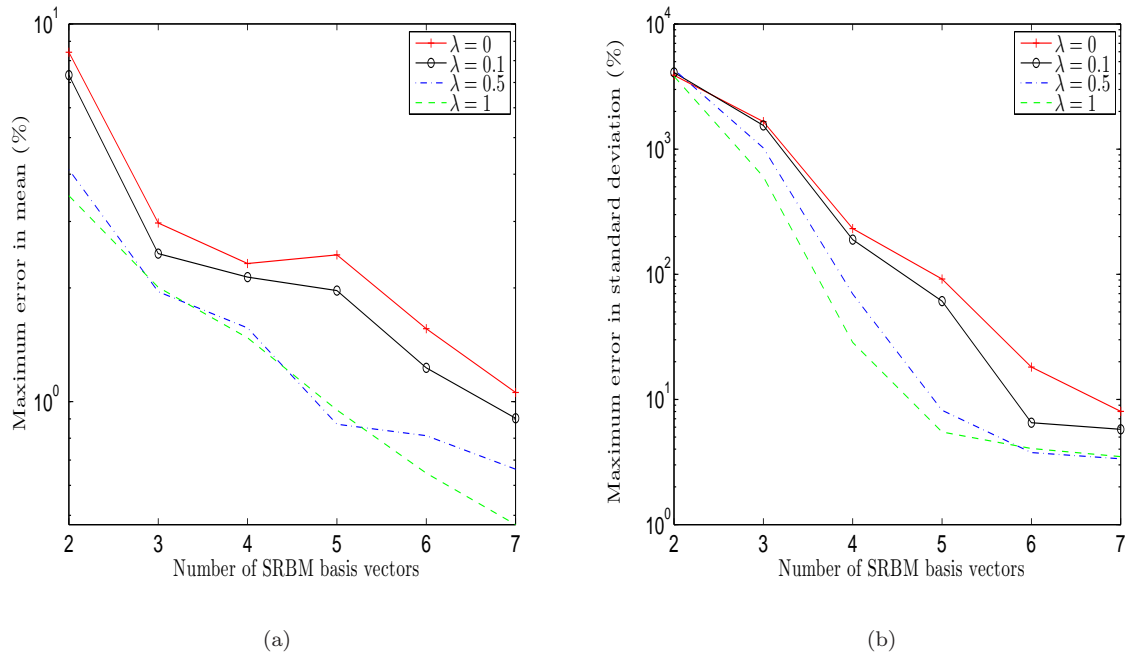 10^1
10^0
2
3
4
5
6
7
Maximum error in mean (%)
Number of SRBM basis vectors
λ = 0
λ = 0.1
λ = 0.5
λ = 1
(a)
10^4
10^3
10^2
10^1
10^0
2
3
4
5
6
7
Maximum error in standard deviation (%)
Number of SRBM basis vectors
λ = 0
λ = 0.1
λ = 0.5
λ = 1
(b)